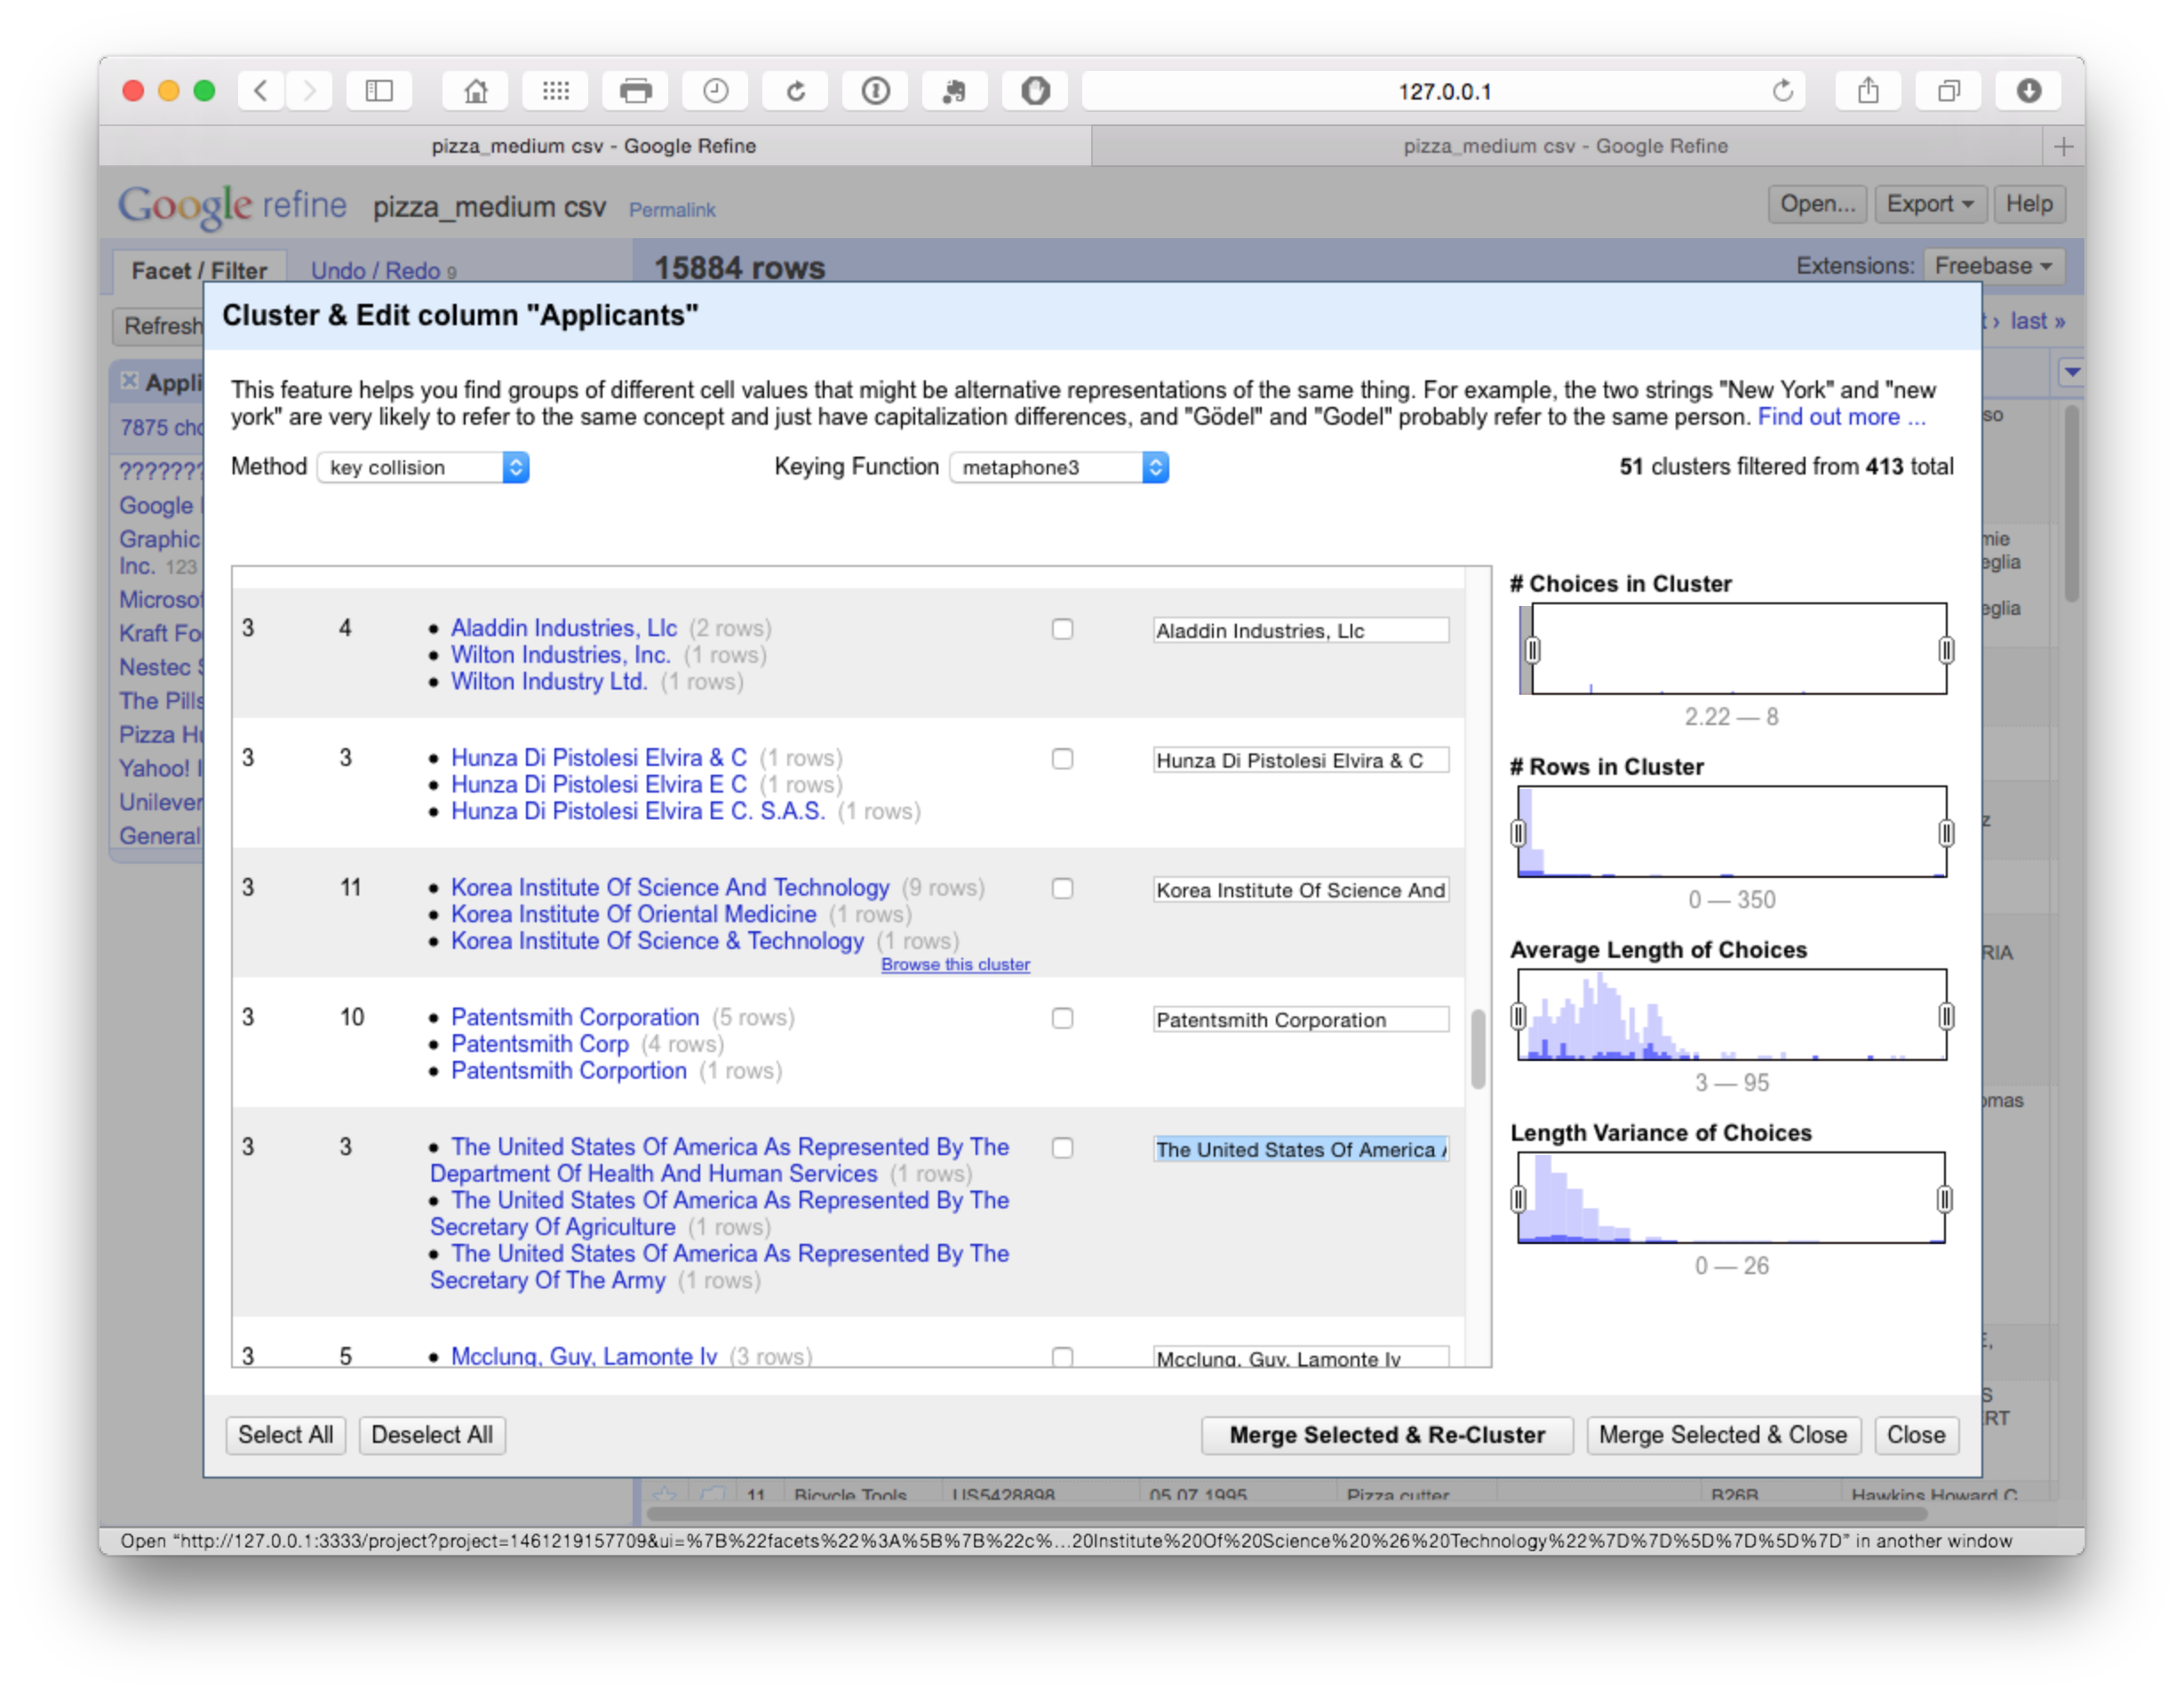 127.0.0.1
pizza_medium csv - Google Refine
pizza_medium csv - Google Refine
Google refine pizza_medium csv Permalink
Open... Export Help
Facet / Filter Undo / Redo 9 15884 rows Extensions: Freebase
Refresh
last »
Cluster & Edit column "Applicants"
This feature helps you find groups of different cell values that might be alternative representations of the same thing. For example, the two strings "New York" and "new
york" are very likely to refer to the same concept and just have capitalization differences, and "Gödel" and "Godel" probably refer to the same person. Find out more ...
Method key collision Keying Function metaphone3 51 clusters filtered from 413 total
Appli
7875 cho
???????
Google
Graphic
Inc. 123
Microsof
Kraft Fo
Nestec S
The Pills
Pizza Hu
Yahoo! I
Unilever
General
3 4 • Aladdin Industries, Llc (2 rows) Aladdin Industries, Llc
• Wilton Industries, Inc. (1 rows)
• Wilton Industry Ltd. (1 rows)
3 3 • Hunza Di Pistolesi Elvira & C (1 rows) Hunza Di Pistolesi Elvira & C
• Hunza Di Pistolesi Elvira E C (1 rows)
• Hunza Di Pistolesi Elvira E C. S.A.S. (1 rows)
3 11 • Korea Institute Of Science And Technology (9 rows) Korea Institute Of Science And
• Korea Institute Of Oriental Medicine (1 rows)
• Korea Institute Of Science & Technology (1 rows)
Browse this cluster
3 10 • Patentsmith Corporation (5 rows) Patentsmith Corporation
• Patentsmith Corp (4 rows)
• Patentsmith Corportion (1 rows)
3 3 • The United States Of America As Represented By The The United States Of America
Department Of Health And Human Services (1 rows)
• The United States Of America As Represented By The
Secretary Of Agriculture (1 rows)
• The United States Of America As Represented By The
Secretary Of The Army (1 rows)
3 5 • Mcclung, Guy, Lamonte Iv (3 rows) Mcclung, Guy, Lamonte Iv
# Choices in Cluster
2.22 — 8
# Rows in Cluster
0 — 350
Average Length of Choices
3 — 95
Length Variance of Choices
0 — 26
so
mie
eglia
eglia
z
RIA
omas
E,
S
RT
Select All Deselect All Merge Selected & Re-Cluster Merge Selected & Close Close
11 Bicycle Tools US5428898 05.07.1995 Pizza cutter B26B Hawkins Howard C
Open "http://127.0.0.1:3333/project?project=1461219157709&ui=%7B%22facets%22%3A%5B%7B%22c%...20Institute%20Of%20Science%20%26%20Technology%22%7D%7D%5D%7D%5D%7D" in another window